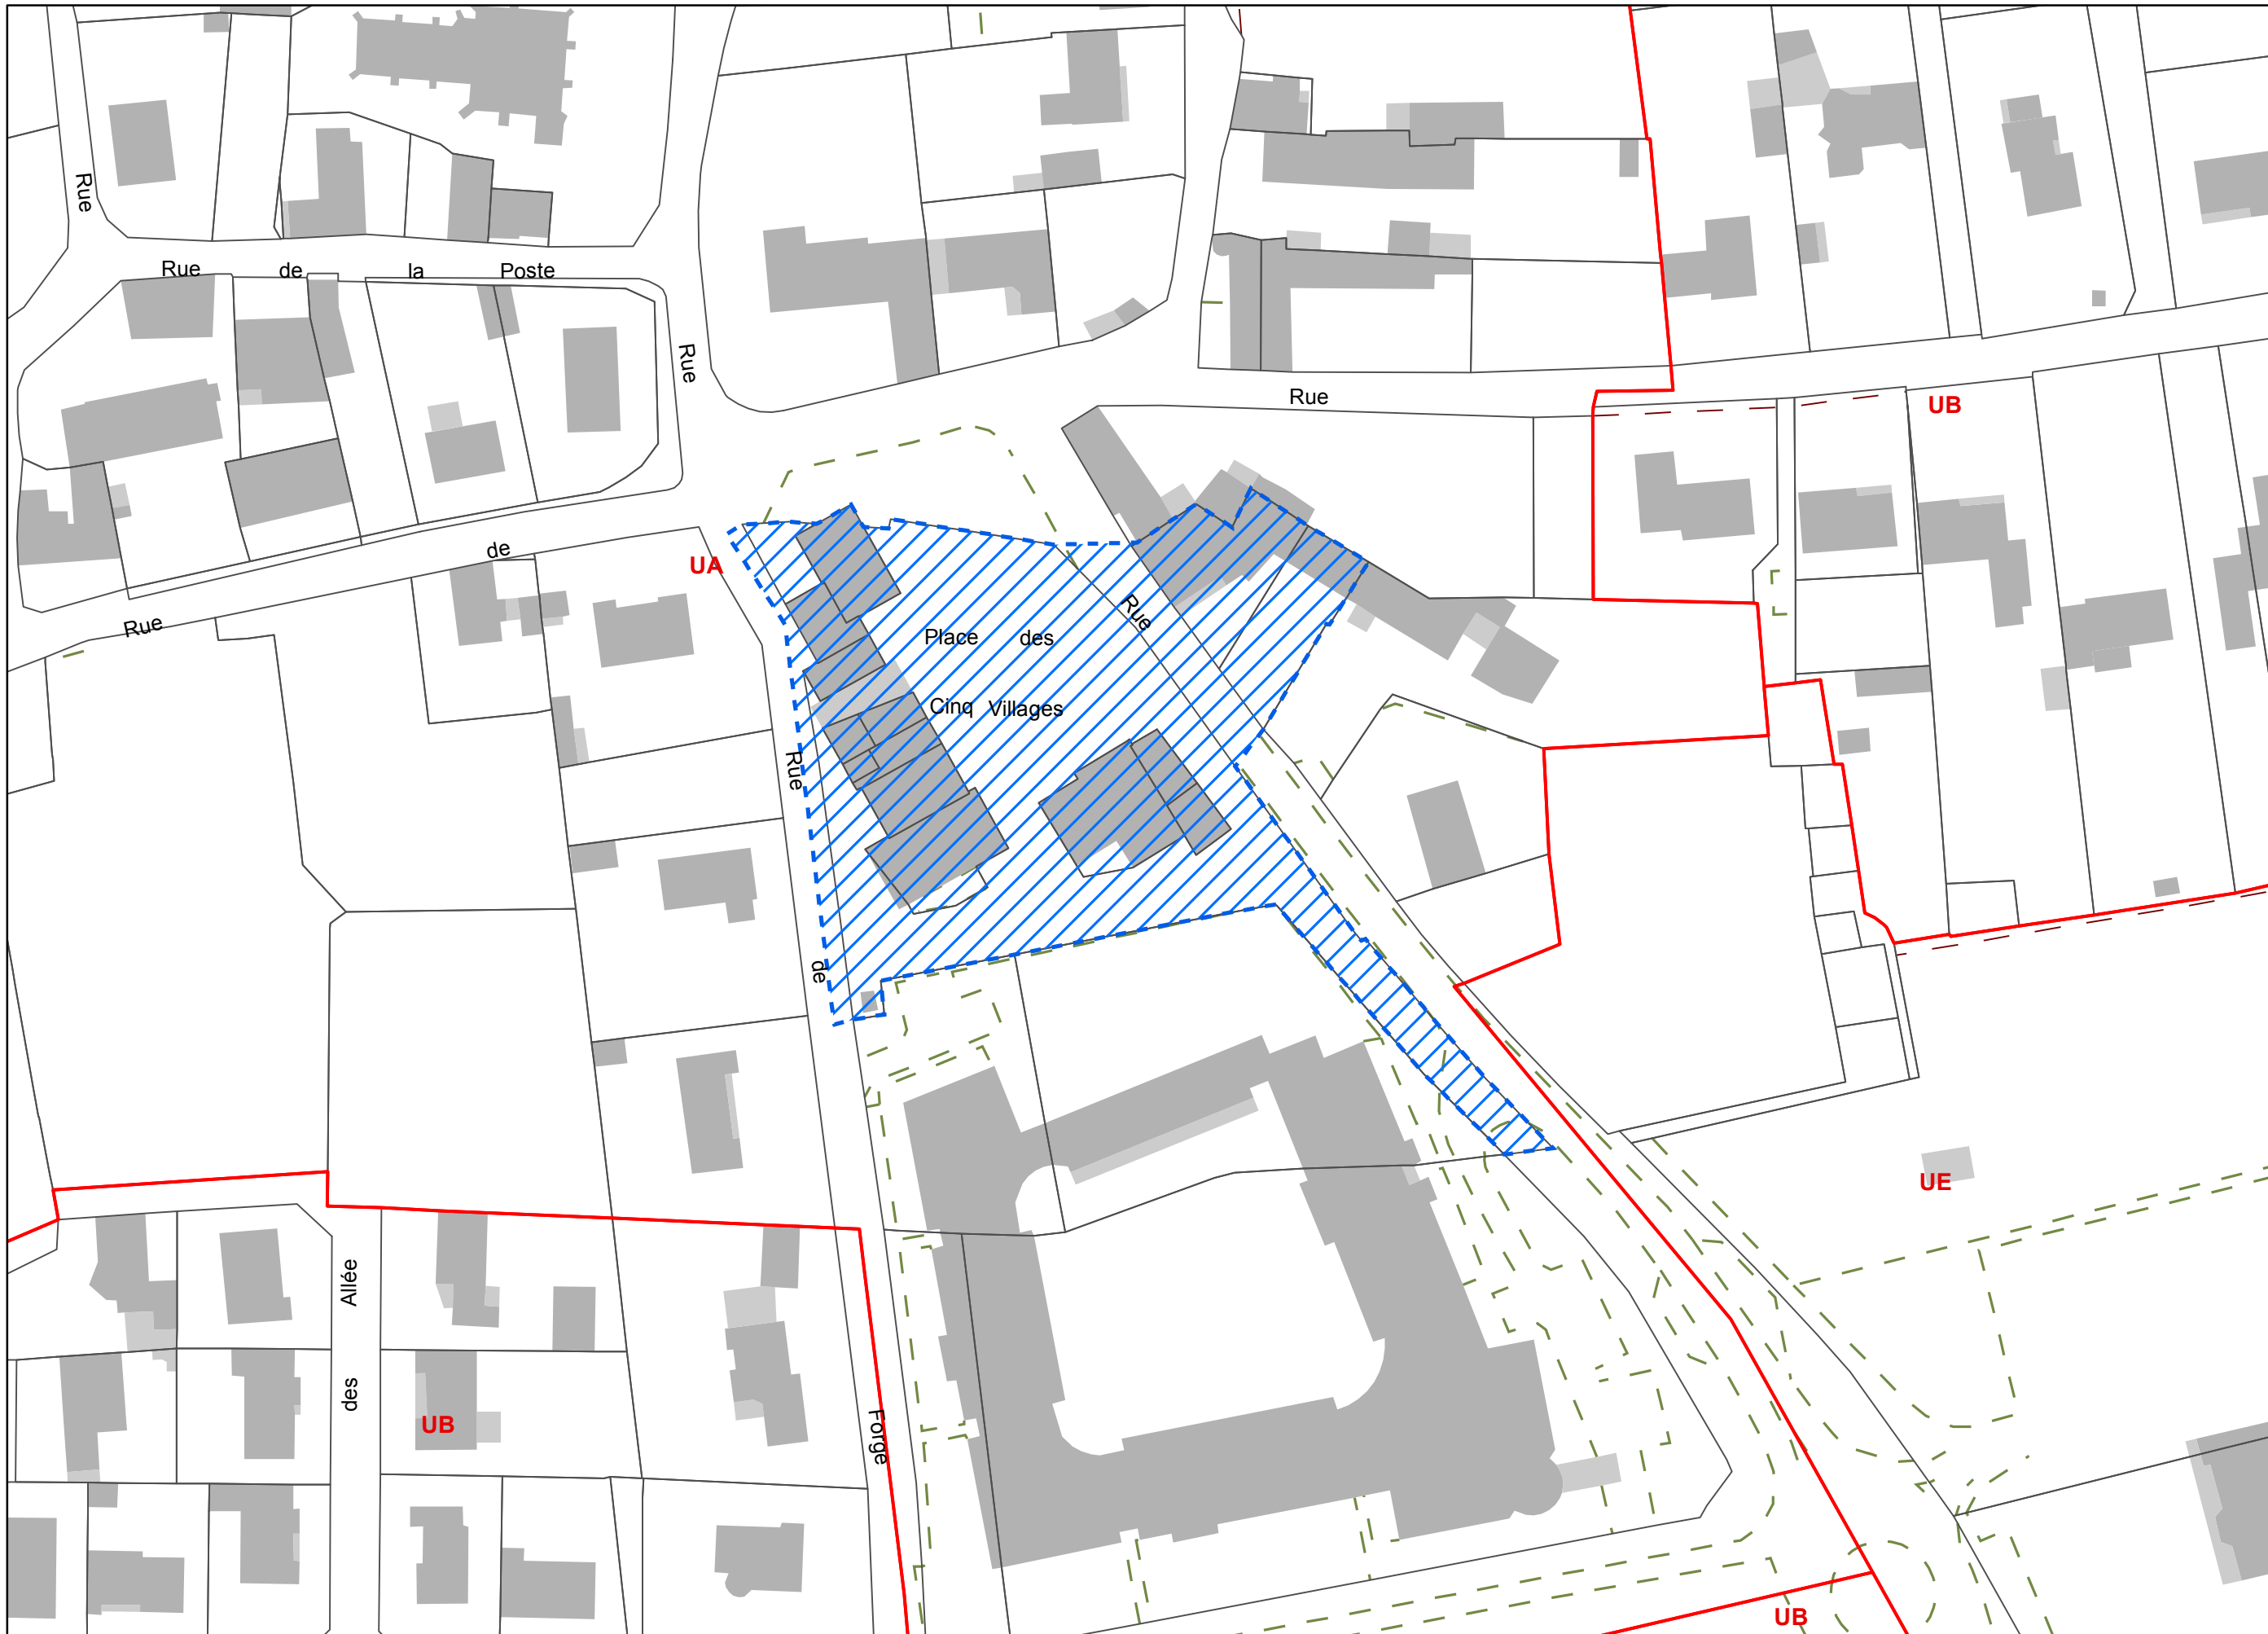 Rue
Rue de la Poste
Rue
Rue
UB
de
UA
Rue
Rue
Place des
Cinq Villages
Rue
de
UE
Allée
des
UB
Forge
UB